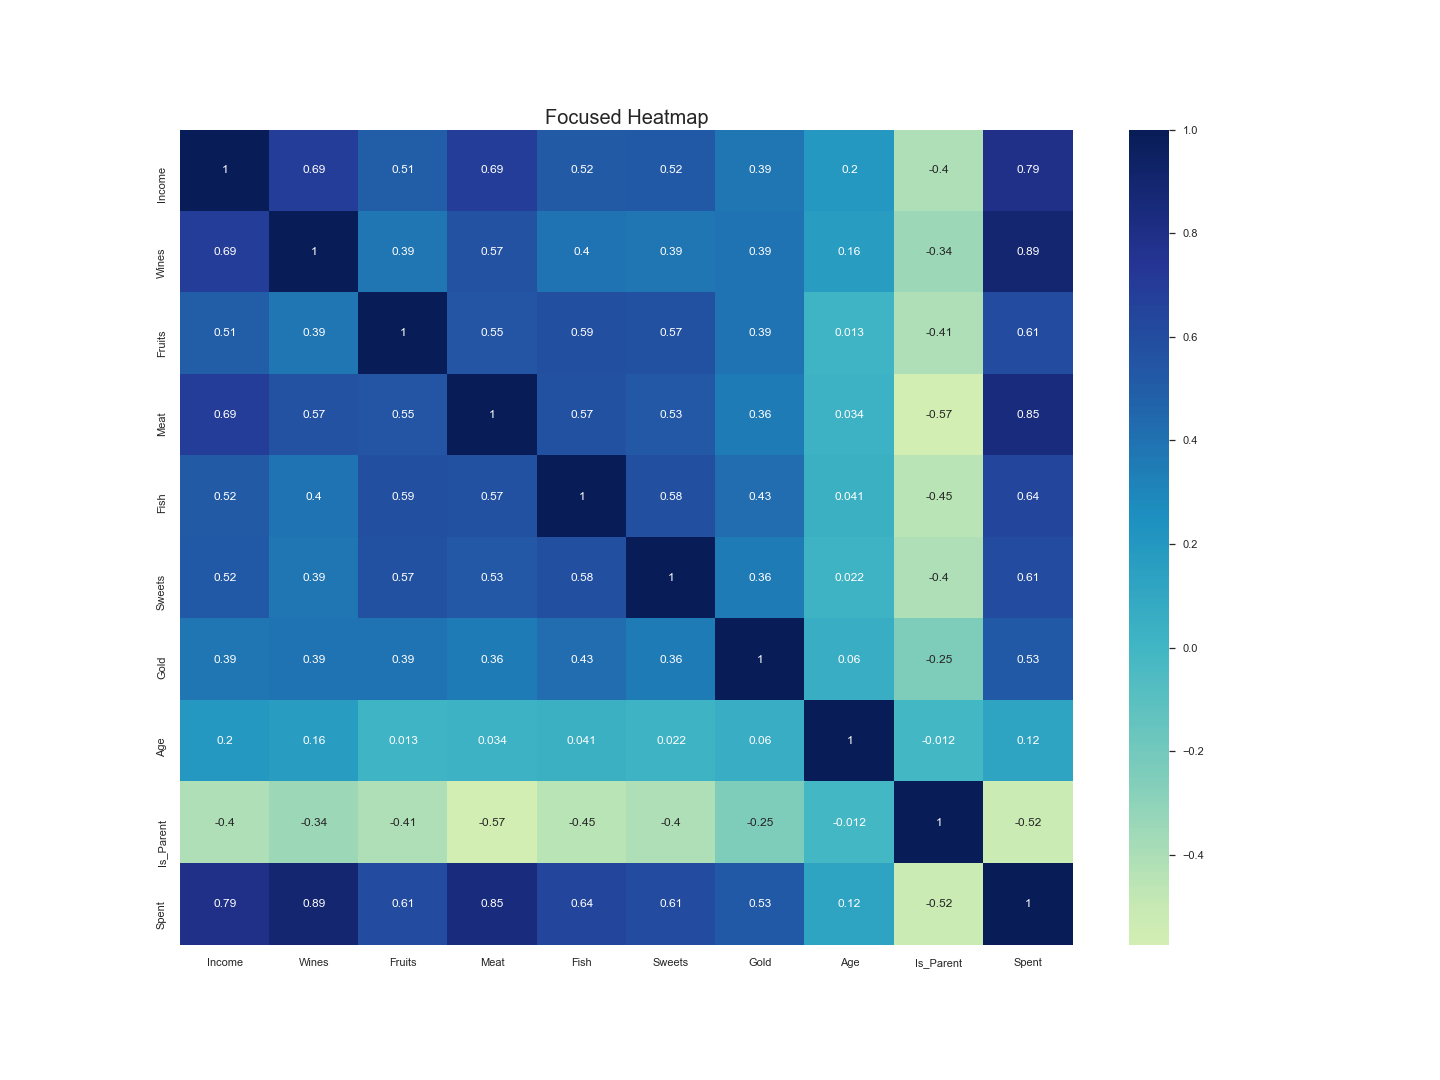 Focused Heatmap
Income 1 0.69 0.51 0.69 0.52 0.52 0.39 0.2 -0.4 0.79
Wines 0.69 1 0.39 0.57 0.4 0.39 0.39 0.16 -0.34 0.89
Fruits 0.51 0.39 1 0.55 0.59 0.57 0.39 0.013 -0.41 0.61
Meat 0.69 0.57 0.55 1 0.57 0.53 0.36 0.034 -0.57 0.85
Fish 0.52 0.4 0.59 0.57 1 0.58 0.43 0.041 -0.45 0.64
Sweets 0.52 0.39 0.57 0.53 0.58 1 0.36 0.022 -0.4 0.61
Gold 0.39 0.39 0.39 0.36 0.43 0.36 1 0.06 -0.25 0.53
Age 0.2 0.16 0.013 0.034 0.041 0.022 0.06 1 -0.012 0.12
Is_Parent -0.4 -0.34 -0.41 -0.57 -0.45 -0.4 -0.25 -0.012 1 -0.52
Spent 0.79 0.89 0.61 0.85 0.64 0.61 0.53 0.12 -0.52 1
Income Wines Fruits Meat Fish Sweets Gold Age Is_Parent Spent
1.0
0.8
0.6
0.4
0.2
0.0
−0.2
−0.4